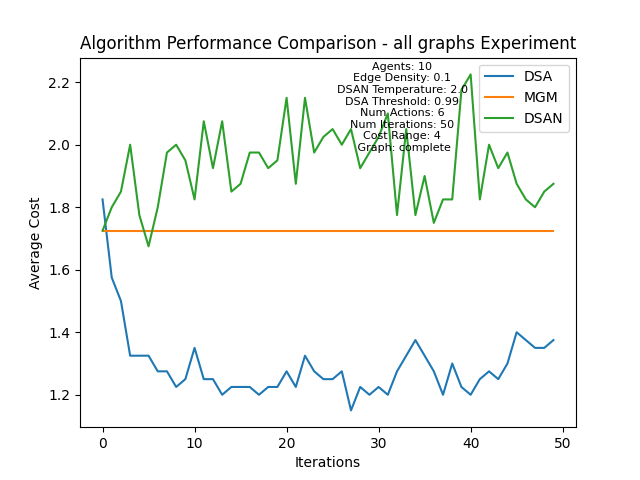 Algorithm Performance Comparison - all graphs Experiment
Agents: 10
Edge Density: 0.1
DSAN Temperature: 2.0
DSA Threshold: 0.99
Num Actions: 6
Num Iterations: 50
Cost Range: 4
Graph: complete
DSA
MGM
DSAN
2.2
2.0
1.8
1.6
1.4
1.2
Average Cost
0 10 20 30 40 50
Iterations